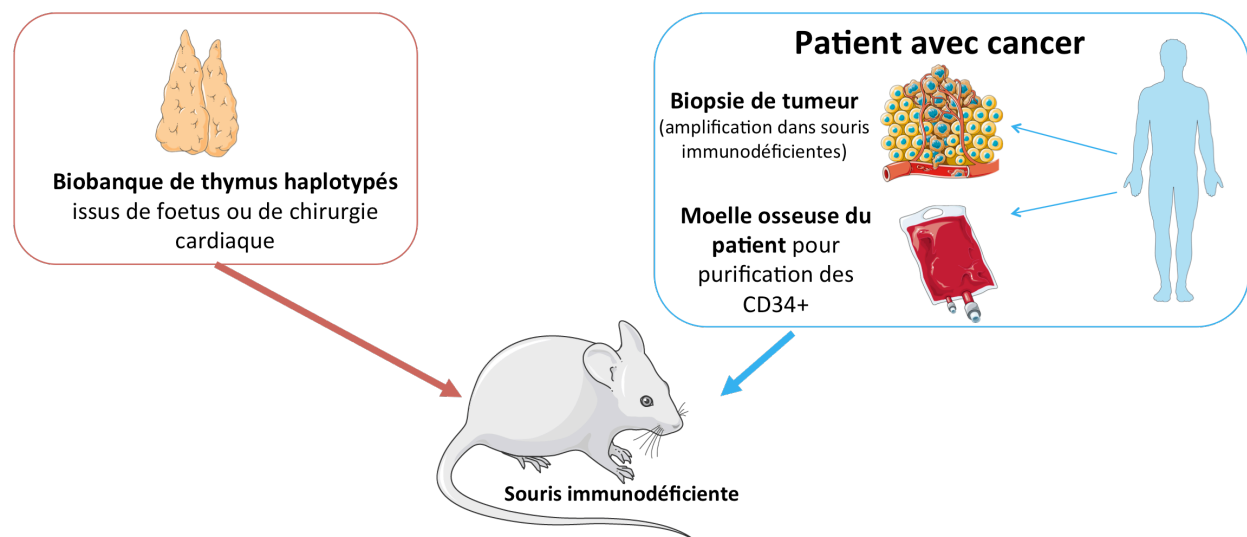 Biobanque de thymus haplotypés
issus de foetus ou de chirurgie
cardiaque
Patient avec cancer
Biopsie de tumeur
(amplification dans souris
immunodéficientes)
Moelle osseuse du
patient pour
purification des
CD34+
Souris immunodéficiente